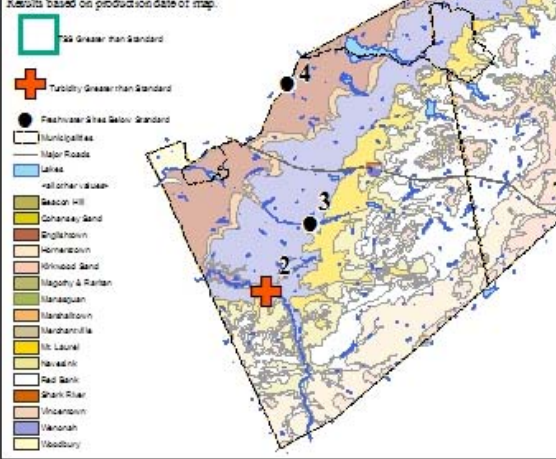 Results based on production date of map.
TSS Greater than Standard
Turbidity Greater than Standard
Freshwater Sites Below Standard
Municipalities
Major Roads
Lakes
<all other values>
Beacon Hill
Cohansey Sand
Englishtown
Hornerstown
Kirkwood Sand
Magothy & Raritan
Manasquan
Marshalltown
Merchantville
Mt. Laurel
Navesink
Red Bank
Shark River
Vincentown
Wenonah
Woodbury
4
3
2